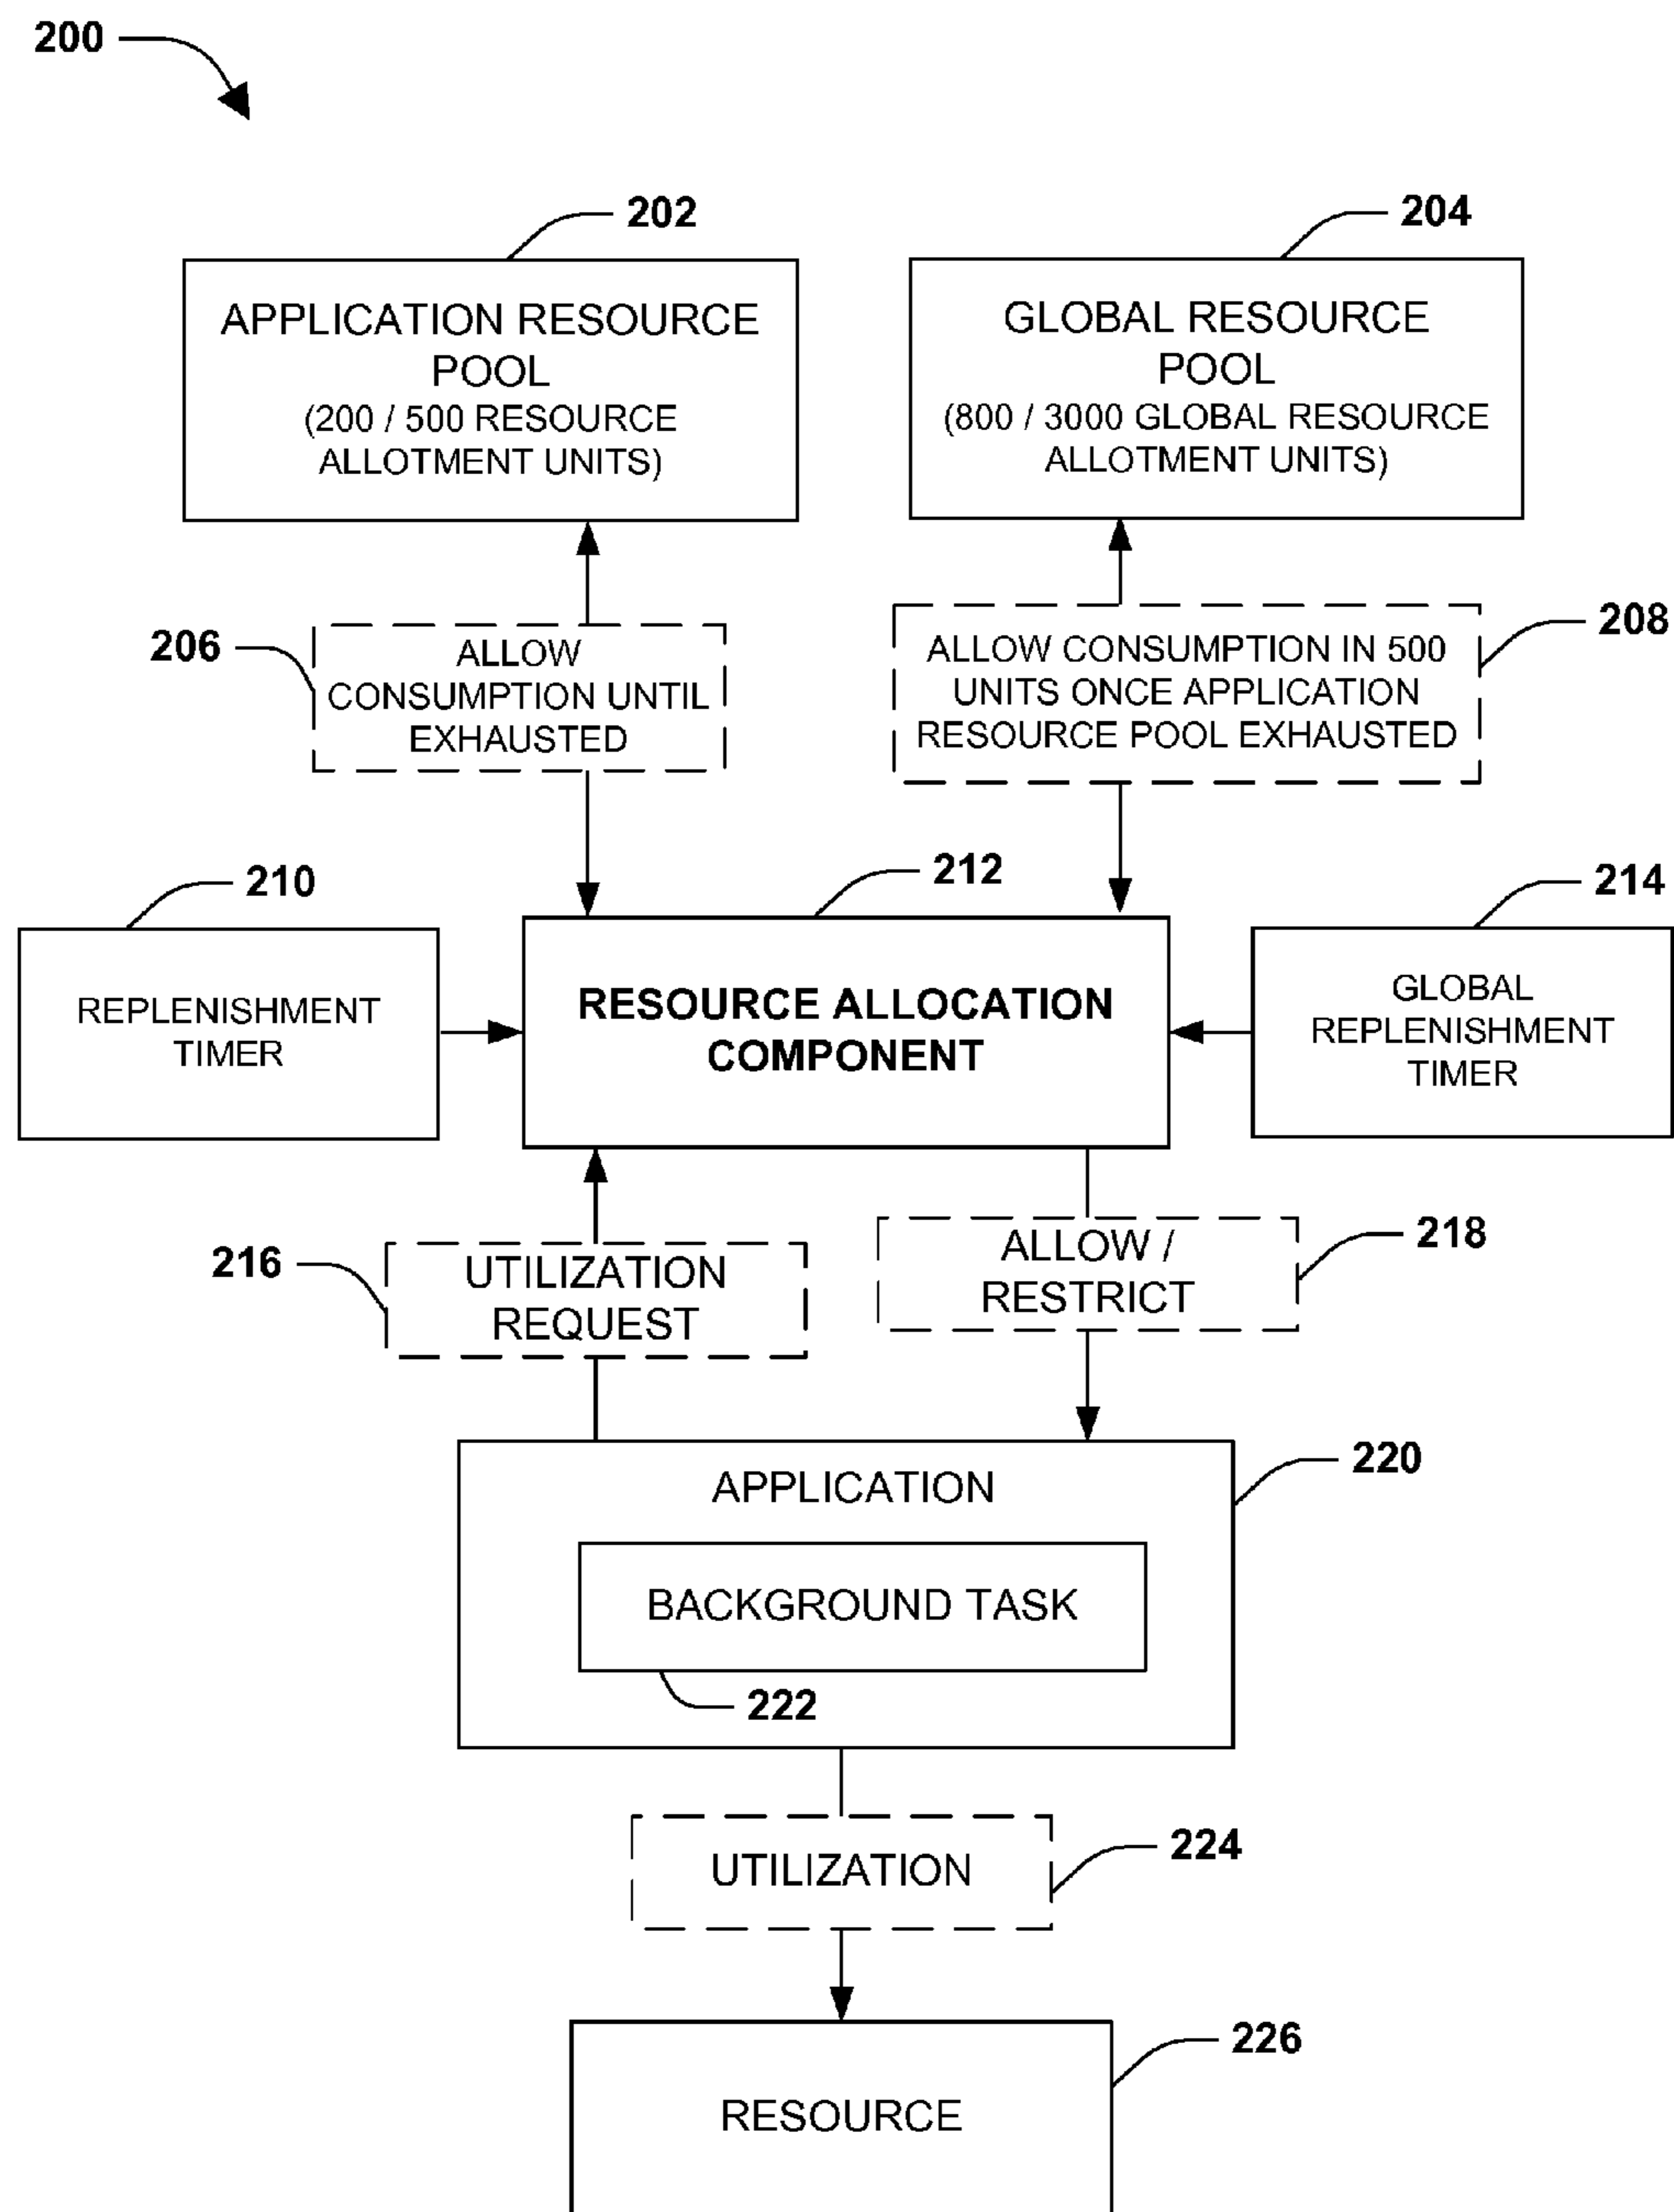 200
202
204
APPLICATION RESOURCE
POOL
(200 / 500 RESOURCE
ALLOTMENT UNITS)
GLOBAL RESOURCE
POOL
(800 / 3000 GLOBAL RESOURCE
ALLOTMENT UNITS)
206
ALLOW
CONSUMPTION UNTIL
EXHAUSTED
208
ALLOW CONSUMPTION IN 500
UNITS ONCE APPLICATION
RESOURCE POOL EXHAUSTED
210
212
214
REPLENISHMENT
TIMER
RESOURCE ALLOCATION
COMPONENT
GLOBAL
REPLENISHMENT
TIMER
216
UTILIZATION
REQUEST
218
ALLOW /
RESTRICT
220
APPLICATION
BACKGROUND TASK
222
224
UTILIZATION
226
RESOURCE